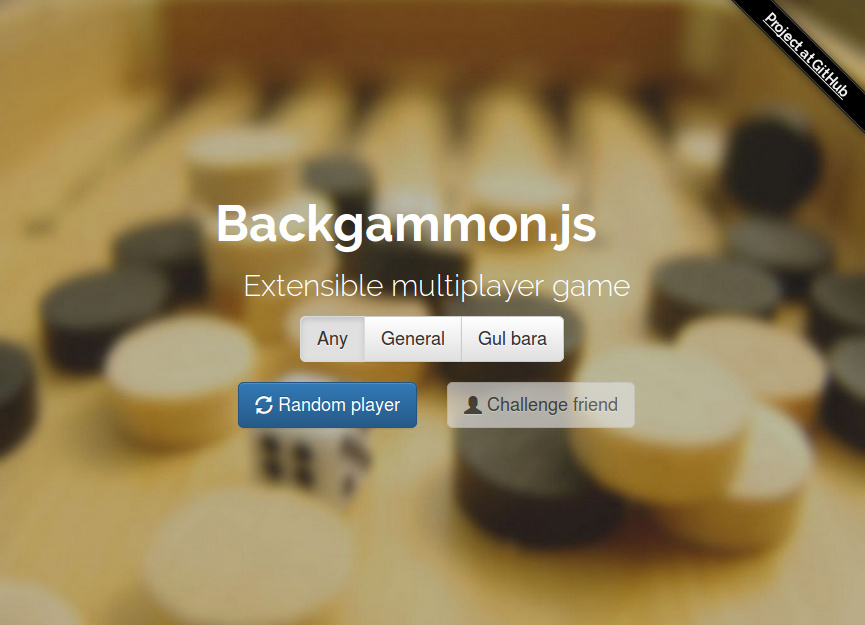 Project at GitHub
Backgammon.js
Extensible multiplayer game
Any General Gul bara
Random player Challenge friend